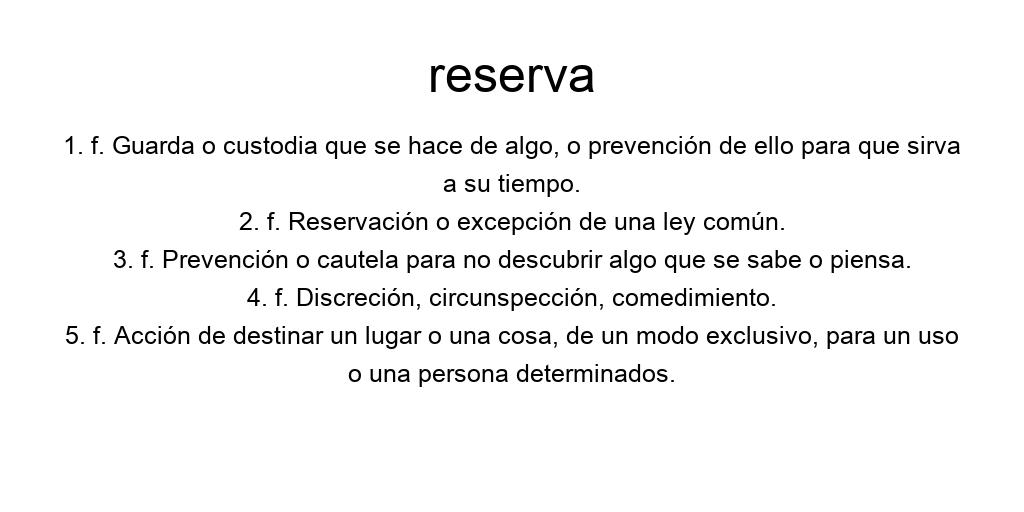 reserva
1. f. Guarda o custodia que se hace de algo, o prevención de ello para que sirva
a su tiempo.
2. f. Reservación o excepción de una ley común.
3. f. Prevención o cautela para no descubrir algo que se sabe o piensa.
4. f. Discreción, circunspección, comedimiento.
5. f. Acción de destinar un lugar o una cosa, de un modo exclusivo, para un uso
o una persona determinados.